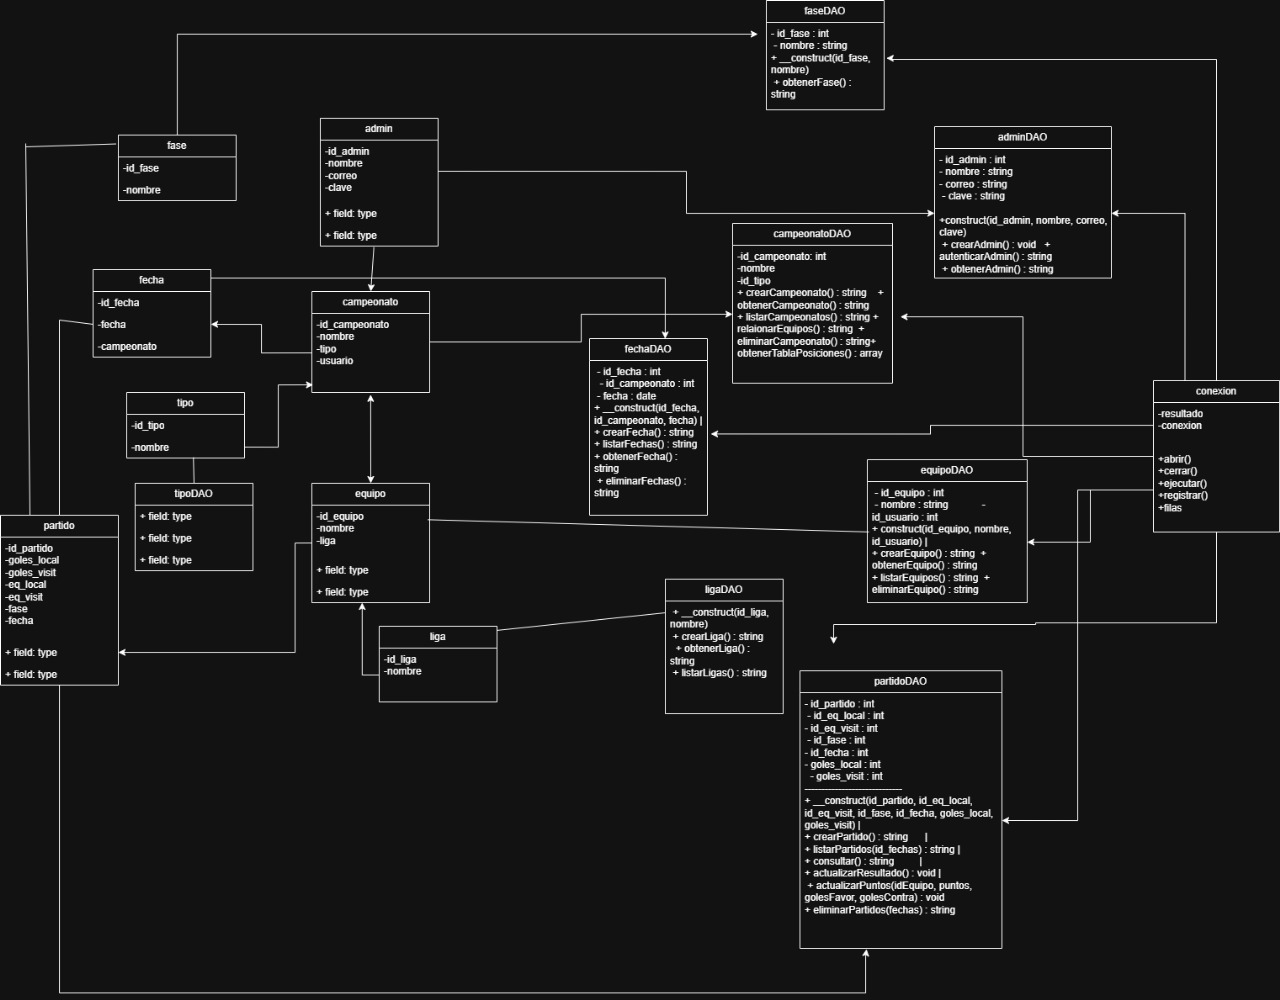 faseDAO
- id_fase : int
- nombre : string
+ __construct(id_fase,
nombre)
+ obtenerFase() :
string
fase
-id_fase
-nombre
admin
-id_admin
-nombre
-correo
-clave
+ field: type
+ field: type
adminDAO
- id_admin : int
- nombre : string
- correo : string
- clave : string
+construct(id_admin, nombre, correo,
clave)
+ crearAdmin() : void +
autenticarAdmin() : string
+ obtenerAdmin() : string
campeonatoDAO
-id_campeonato: int
-nombre
-id_tipo
+ crearCampeonato() : string +
obtenerCampeonato() : string
+ listarCampeonatos() : string +
relaionarEquipos() : string +
eliminarCampeonato() : string+
obtenerTablaPosiciones() : array
fecha
-id_fecha
-fecha
-campeonato
campeonato
-id_campeonato
-nombre
-tipo
-usuario
fechaDAO
- id_fecha : int
- id_campeonato : int
- fecha : date
+ __construct(id_fecha,
id_campeonato, fecha) |
+ crearFecha() : string
+ listarFechas() : string
+ obtenerFecha() :
string
+ eliminarFechas() :
string
conexion
-resultado
-conexion
+abrir()
+cerrar()
+ejecutar()
+registrar()
+filas
tipo
-id_tipo
-nombre
tipoDAO
+ field: type
+ field: type
+ field: type
equipo
-id_equipo
-nombre
-liga
+ field: type
+ field: type
equipoDAO
- id_equipo : int
- nombre : string -
id_usuario : int
+ construct(id_equipo, nombre,
id_usuario) |
+ crearEquipo() : string +
obtenerEquipo() : string
+ listarEquipos() : string +
eliminarEquipo() : string
partido
-id_partido
-goles_local
-goles_visit
-eq_local
-eq_visit
-fase
-fecha
+ field: type
+ field: type
liga
-id_liga
-nombre
ligaDAO
+ __construct(id_liga,
nombre)
+ crearLiga() : string
+ obtenerLiga() :
string
+ listarLigas() : string
partidoDAO
- id_partido : int
- id_eq_local : int
- id_eq_visit : int
- id_fase : int
- id_fecha : int
- goles_local : int
- goles_visit : int
-----------------------------
+ __construct(id_partido, id_eq_local,
id_eq_visit, id_fase, id_fecha, goles_local,
goles_visit) |
+ crearPartido() : string |
+ listarPartidos(id_fechas) : string |
+ consultar() : string |
+ actualizarResultado() : void |
+ actualizarPuntos(idEquipo, puntos,
golesFavor, golesContra) : void
+ eliminarPartidos(fechas) : string